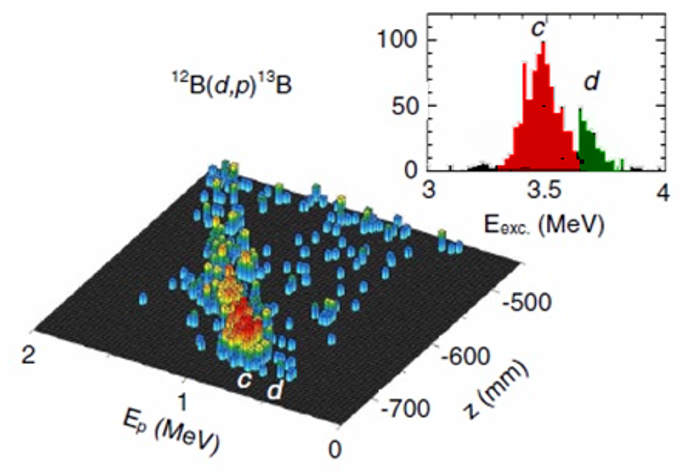 ¹²B(d,p)¹³B
100
50
0
c
d
3
3.5
4
E_exc. (MeV)
-500
-600
-700
z (mm)
c
d
2
1
0
E_p (MeV)